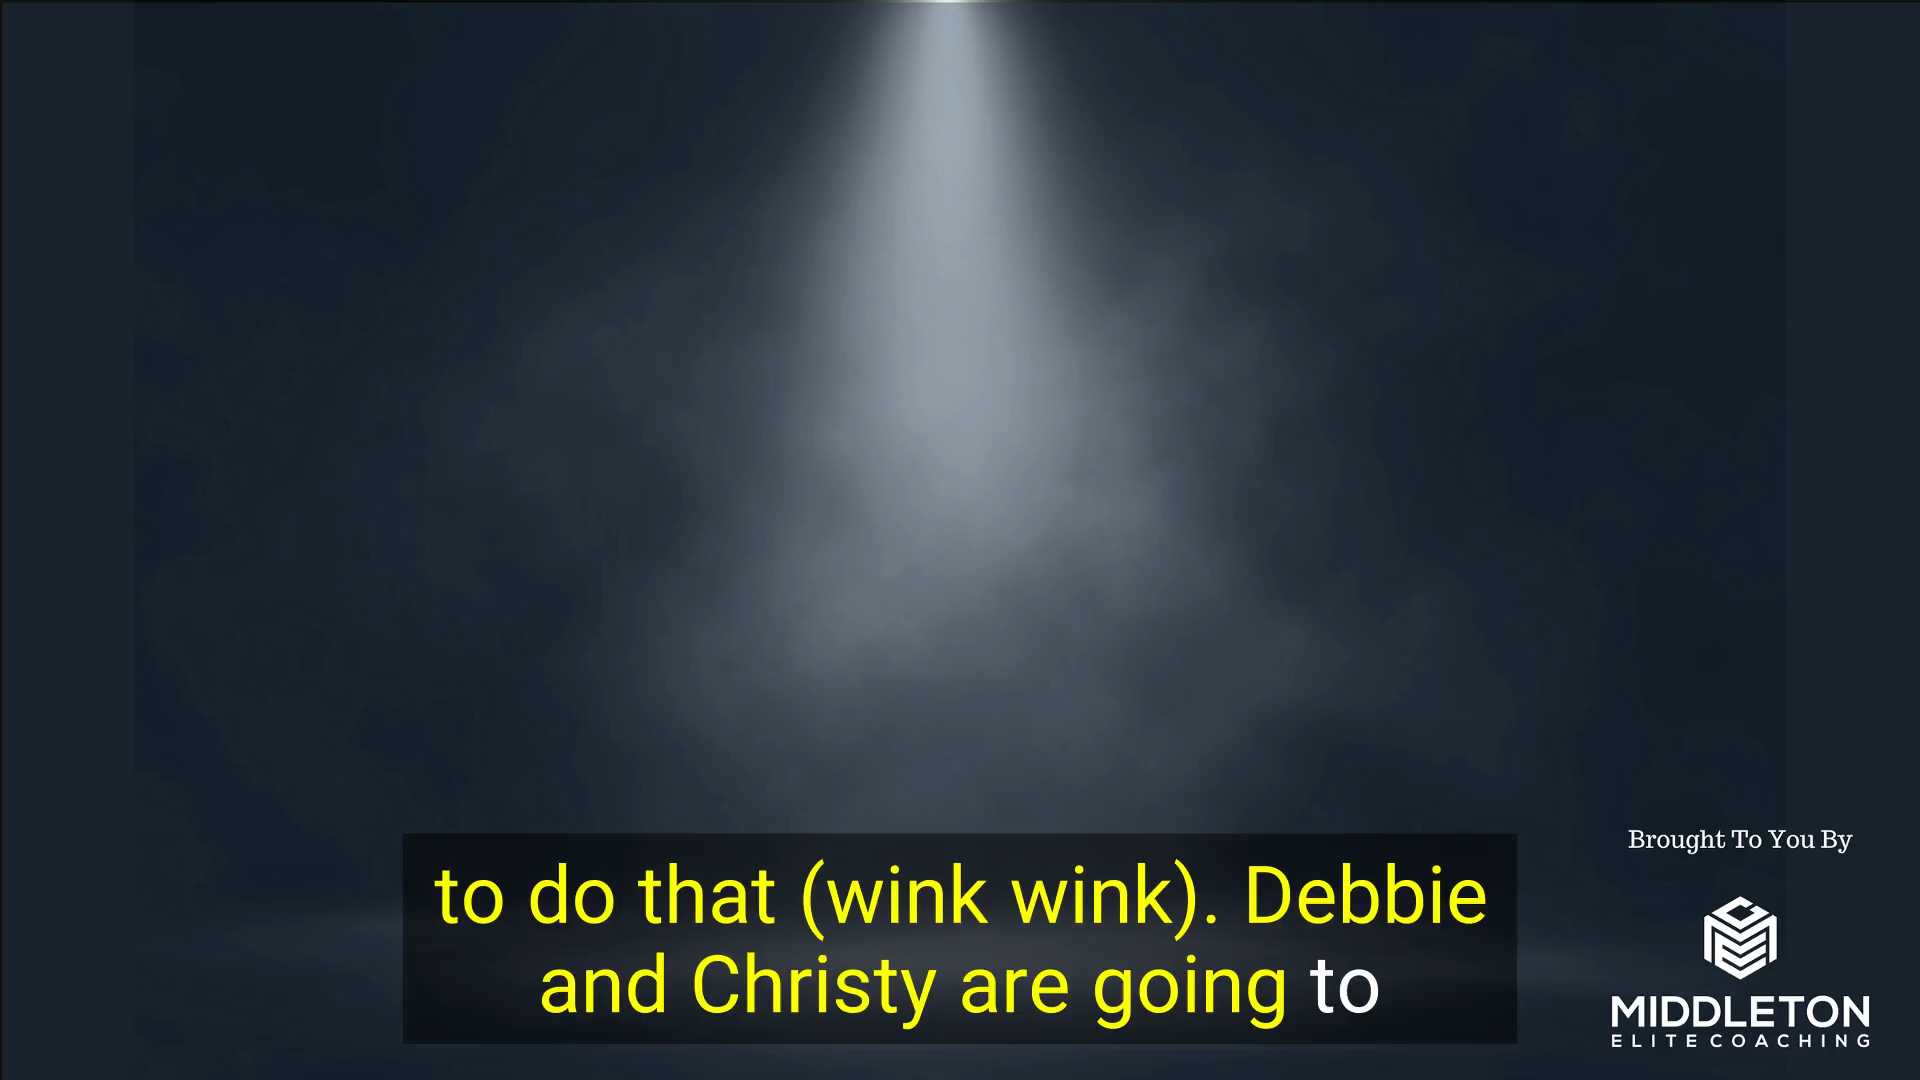 to do that (wink wink). Debbie
and Christy are going to
Brought To You By
MIDDLETON
ELITE COACHING